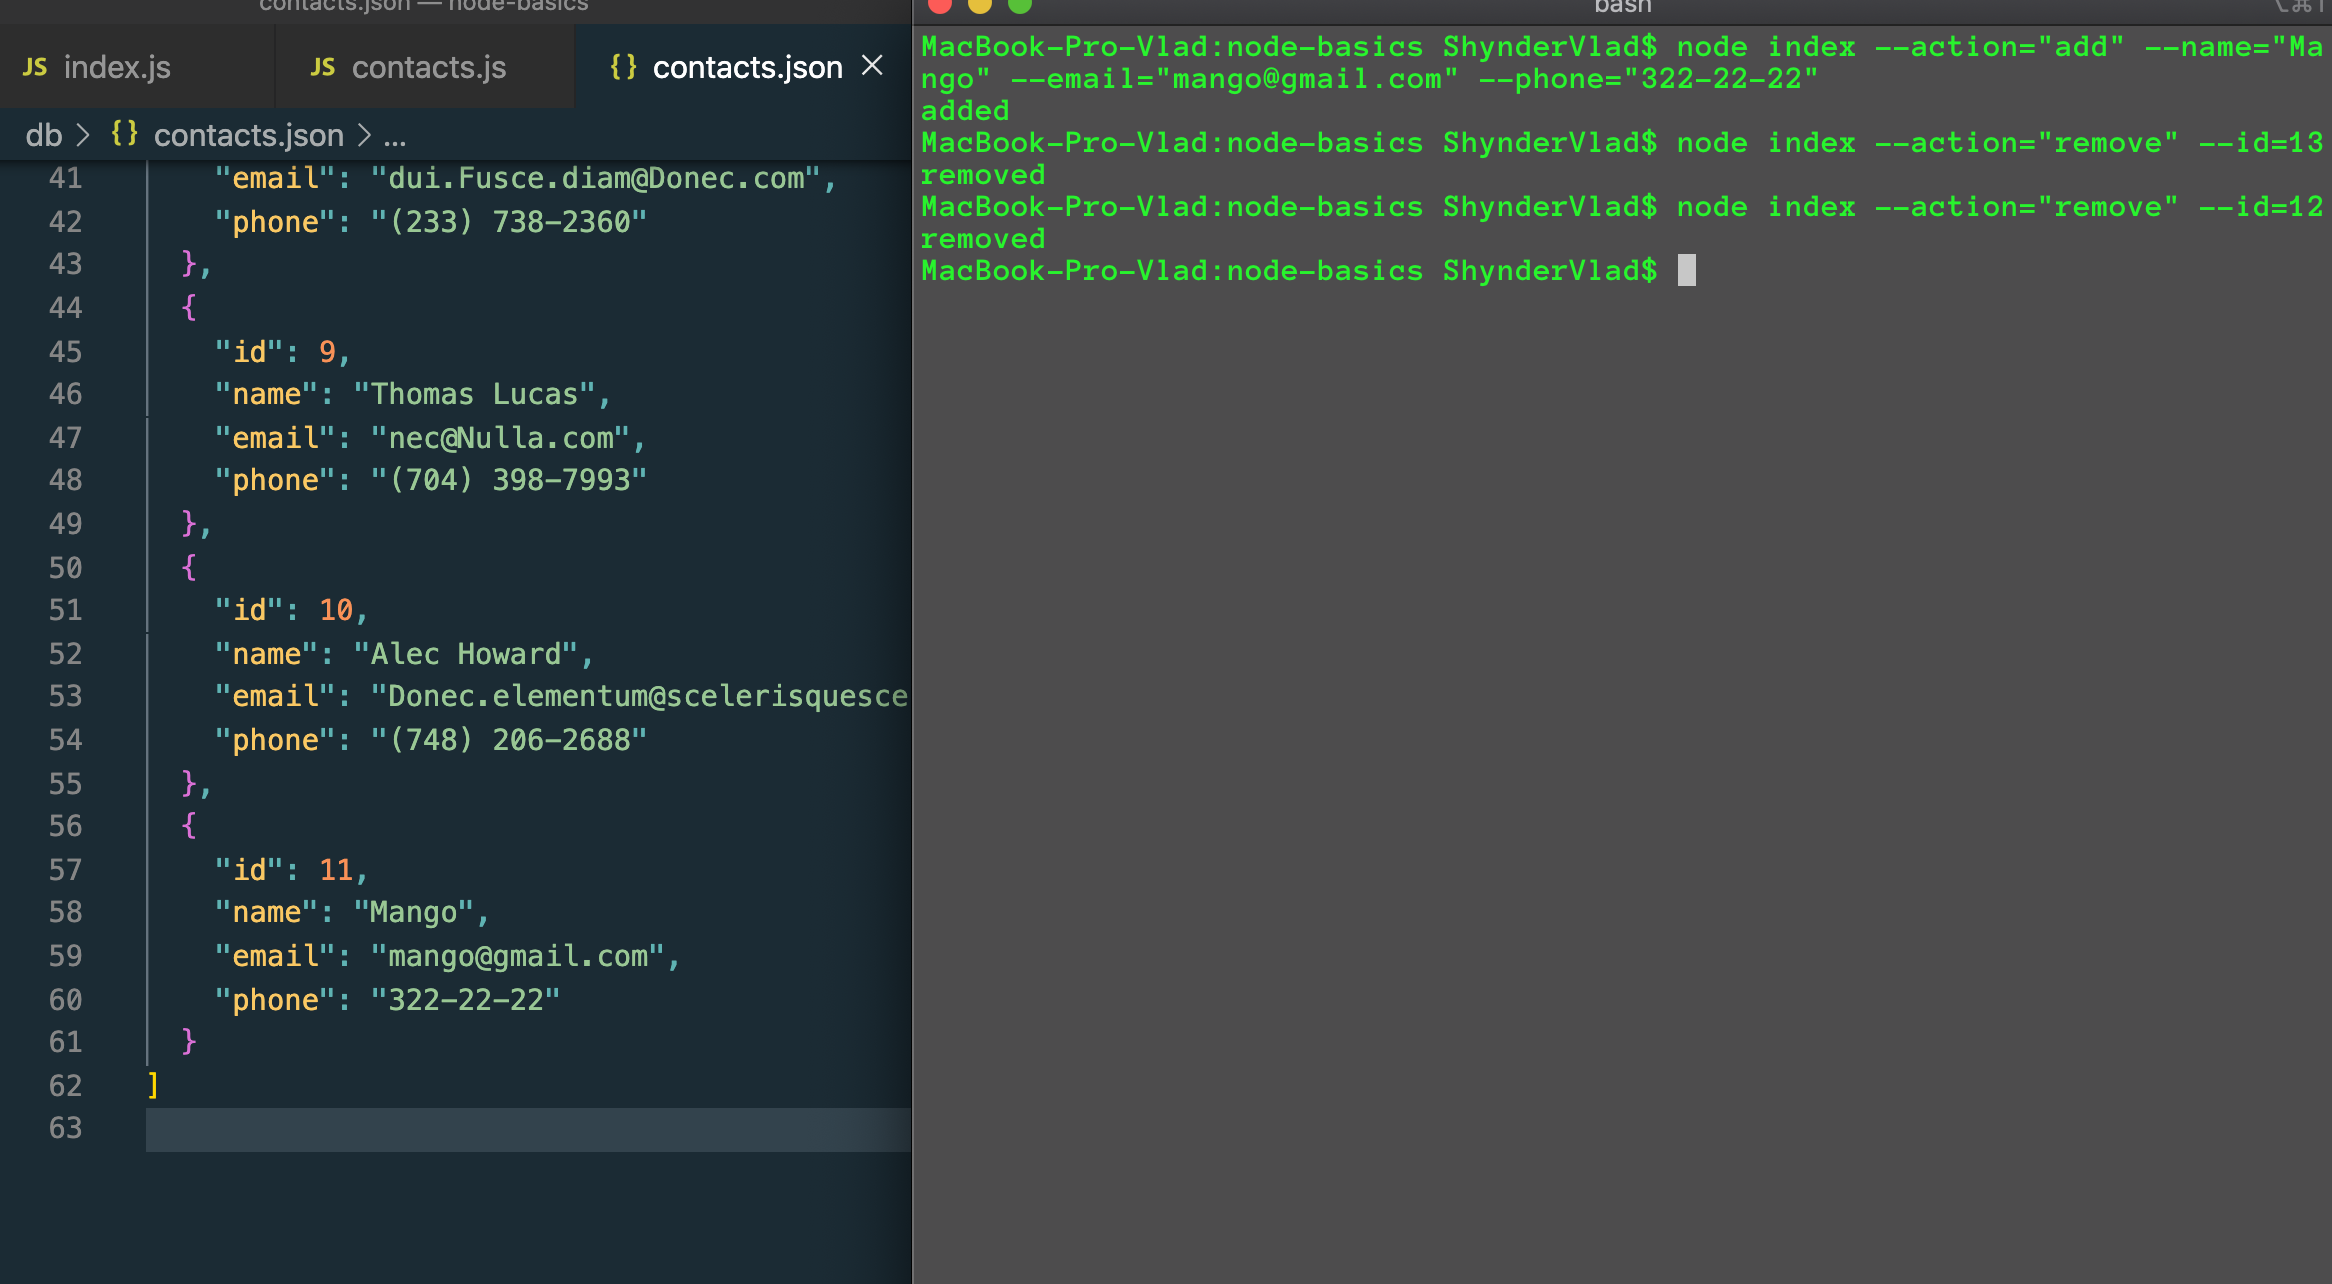 contacts.json — node-basics
JS index.js
JS contacts.js
{} contacts.json ×
db > {} contacts.json > ...
41 "email": "dui.Fusce.diam@Donec.com",
42 "phone": "(233) 738-2360"
43 },
44 {
45 "id": 9,
46 "name": "Thomas Lucas",
47 "email": "nec@Nulla.com",
48 "phone": "(704) 398-7993"
49 },
50 {
51 "id": 10,
52 "name": "Alec Howard",
53 "email": "Donec.elementum@scelerisquesce
54 "phone": "(748) 206-2688"
55 },
56 {
57 "id": 11,
58 "name": "Mango",
59 "email": "mango@gmail.com",
60 "phone": "322-22-22"
61 }
62 ]
63
bash
MacBook-Pro-Vlad:node-basics ShynderVlad$ node index --action="add" --name="Ma
ngo" --email="mango@gmail.com" --phone="322-22-22"
added
MacBook-Pro-Vlad:node-basics ShynderVlad$ node index --action="remove" --id=13
removed
MacBook-Pro-Vlad:node-basics ShynderVlad$ node index --action="remove" --id=12
removed
MacBook-Pro-Vlad:node-basics ShynderVlad$